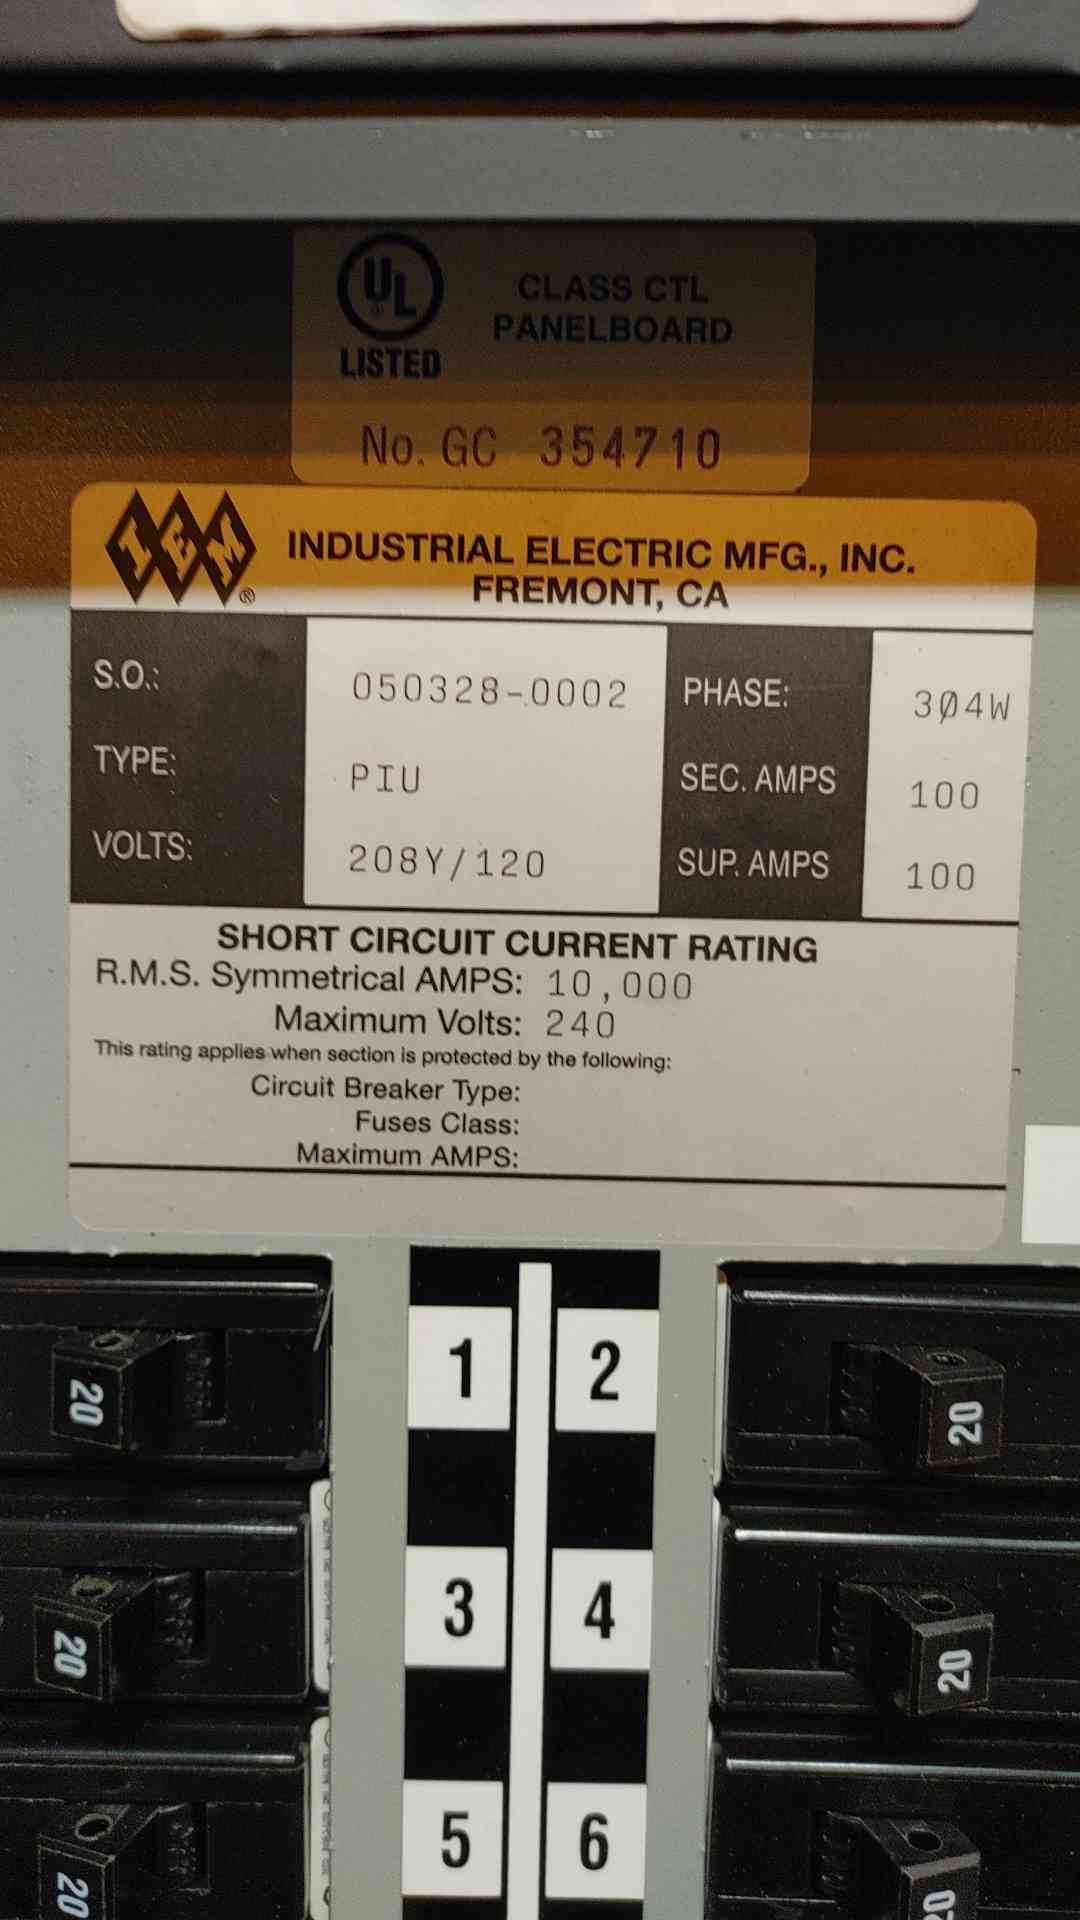 UL
®
LISTED
CLASS CTL
PANELBOARD
No. GC 354710
IEM®
INDUSTRIAL ELECTRIC MFG., INC.
FREMONT, CA
S.O.: 050328-0002 PHASE: 3Ø4W
TYPE: PIU SEC. AMPS 100
VOLTS: 208Y/120 SUP. AMPS 100
SHORT CIRCUIT CURRENT RATING
R.M.S. Symmetrical AMPS: 10,000
Maximum Volts: 240
This rating applies when section is protected by the following:
Circuit Breaker Type:
Fuses Class:
Maximum AMPS:
20 1 2 20
20 3 4 20
20 5 6 20